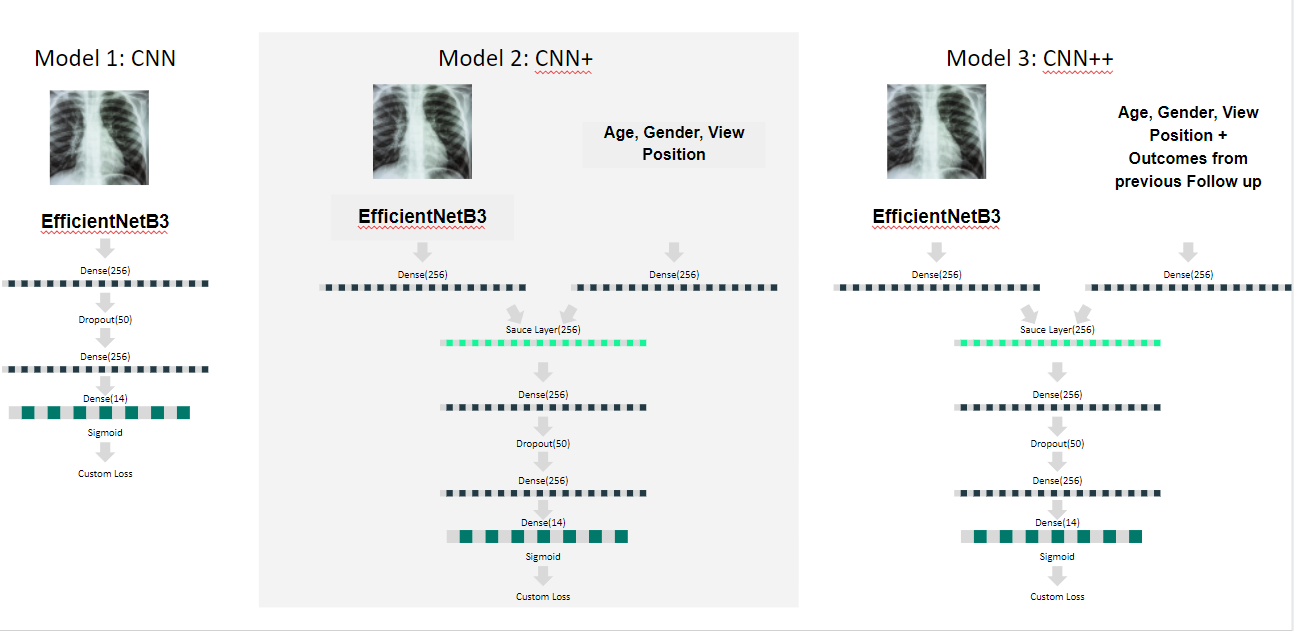 Model 1: CNN
EfficientNetB3
Dense(256)
Dropout(50)
Dense(256)
Dense(14)
Sigmoid
Custom Loss
Model 2: CNN+
Age, Gender, View
Position
EfficientNetB3
Dense(256)
Dense(256)
Sauce Layer(256)
Dense(256)
Dropout(50)
Dense(256)
Dense(14)
Sigmoid
Custom Loss
Model 3: CNN++
Age, Gender, View
Position +
Outcomes from
previous Follow up
EfficientNetB3
Dense(256)
Dense(256)
Sauce Layer(256)
Dense(256)
Dropout(50)
Dense(256)
Dense(14)
Sigmoid
Custom Loss